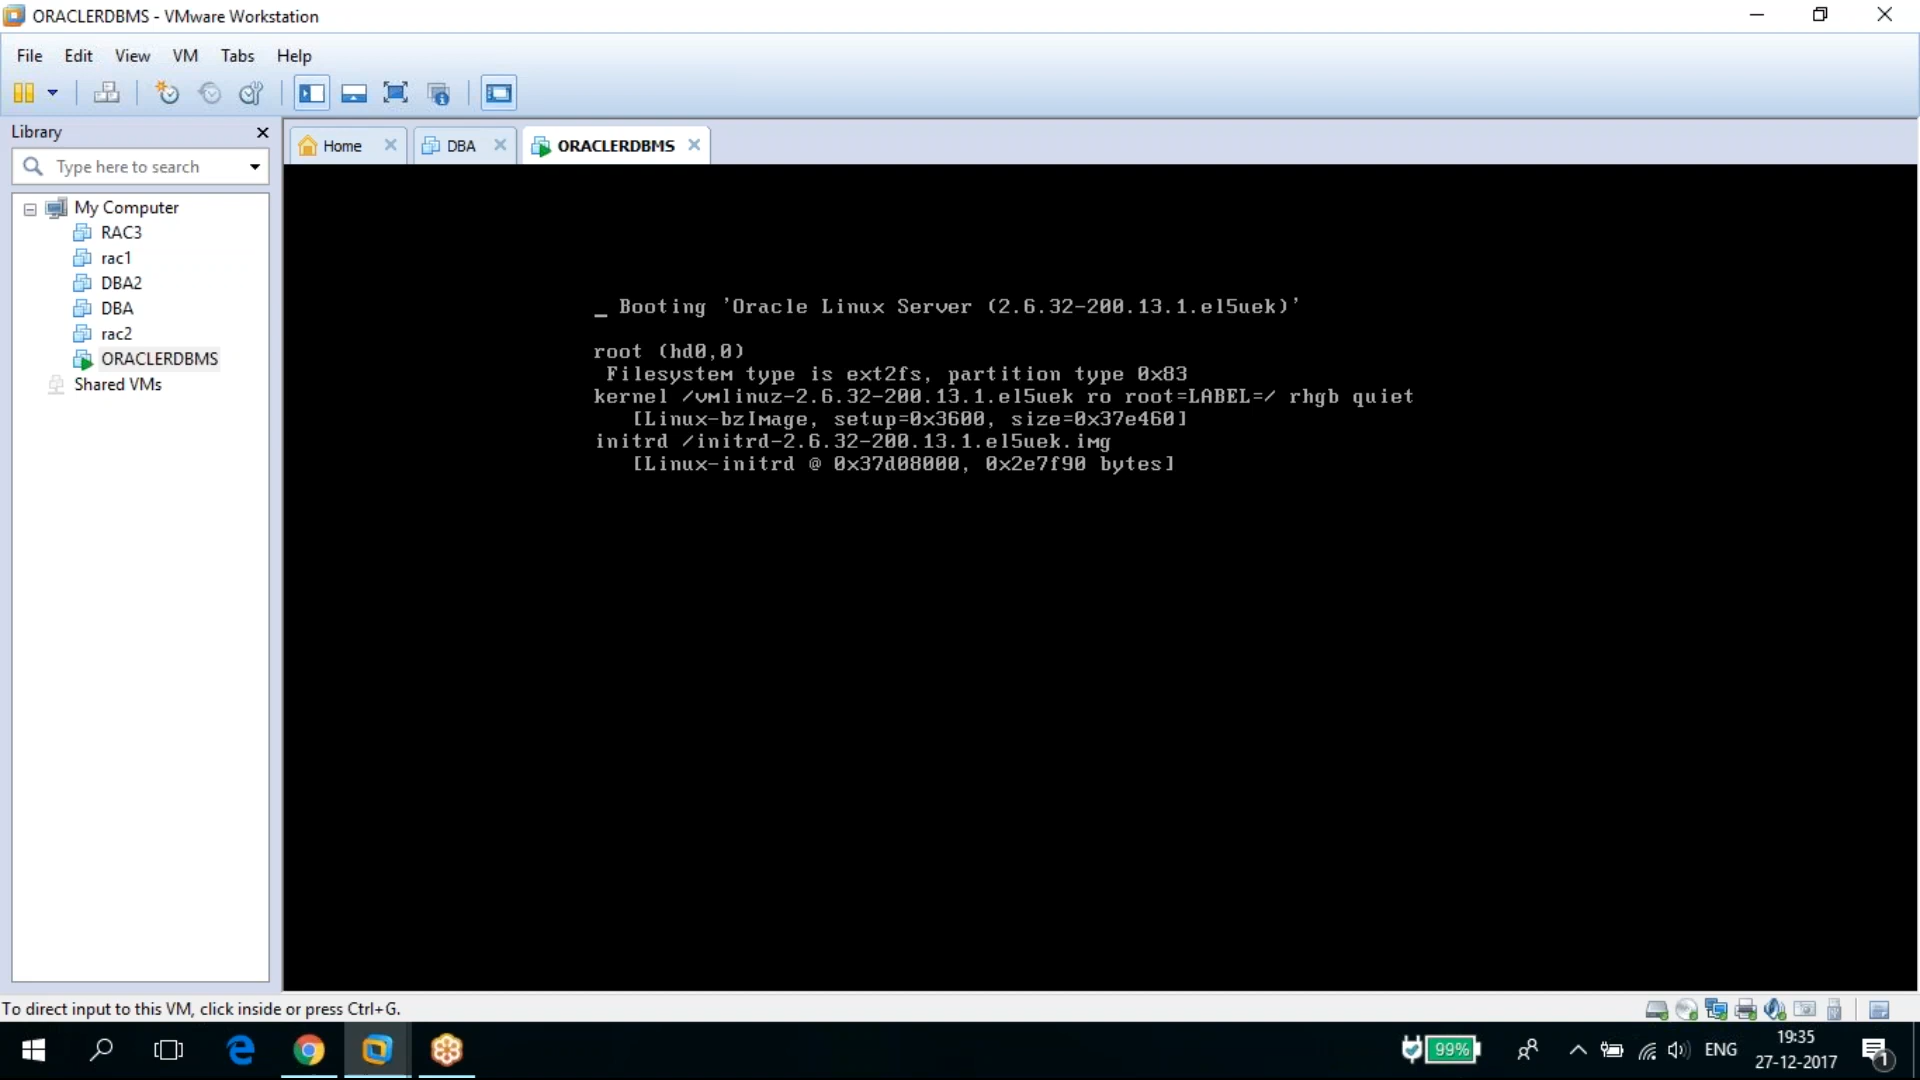 ORACLERDBMS - VMware Workstation
File Edit View VM Tabs Help
Library
Home DBA ORACLERDBMS
Type here to search
My Computer
RAC3
rac1
DBA2
DBA
rac2
ORACLERDBMS
Shared VMs
_ Booting 'Oracle Linux Server (2.6.32-200.13.1.el5uek)'
root (hd0,0)
Filesystem type is ext2fs, partition type 0x83
kernel /vmlinuz-2.6.32-200.13.1.el5uek ro root=LABEL=/ rhgb quiet
[Linux-bzImage, setup=0x3600, size=0x37e460]
initrd /initrd-2.6.32-200.13.1.el5uek.img
[Linux-initrd @ 0x37d08000, 0x2e7f90 bytes]
To direct input to this VM, click inside or press Ctrl+G.
99%
ENG
19:35
27-12-2017
1